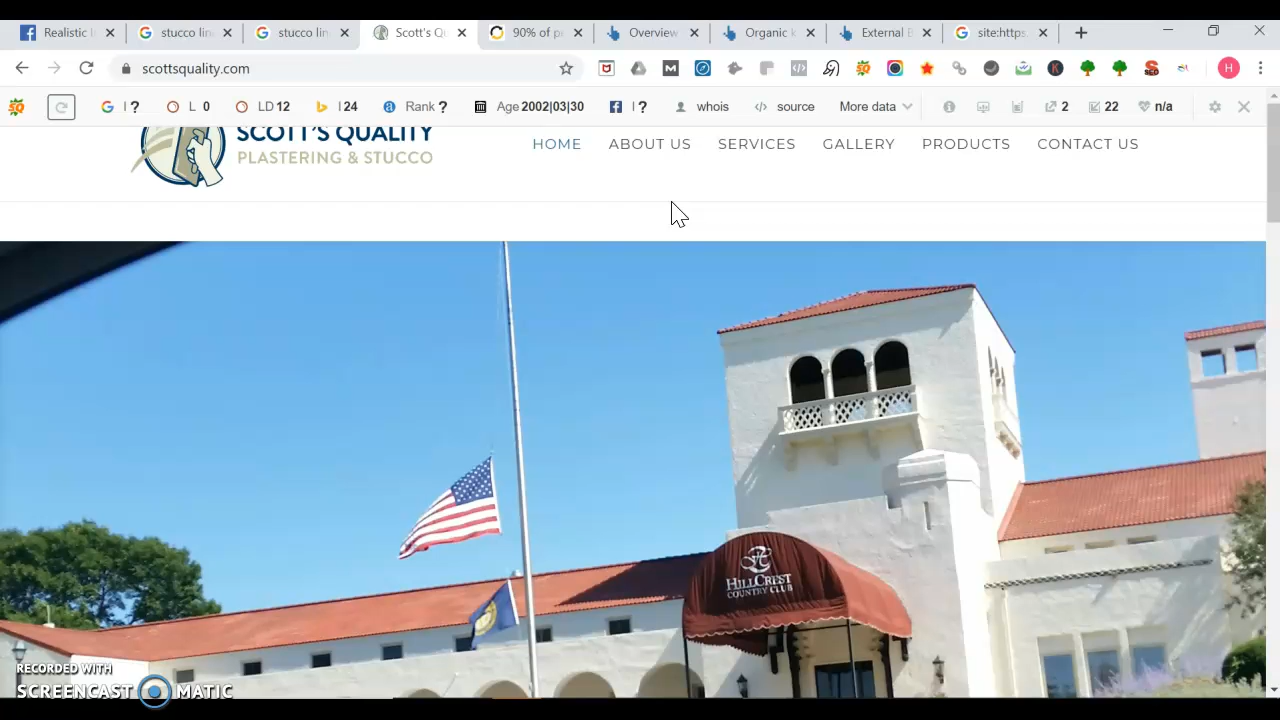 Realistic
stucco lin
stucco lin
Scott's Q
90% of p
Overview
Organic k
External B
site:https
scottsquality.com
H
I ?
L 0
LD 12
I 24
Rank ?
Age 2002|03|30
I ?
whois
source
More data
2
22
n/a
SCOTT'S QUALITY
PLASTERING & STUCCO
HOME
ABOUT US
SERVICES
GALLERY
PRODUCTS
CONTACT US
HILLCREST
COUNTRY CLUB
RECORDED WITH
SCREENCAST MATIC